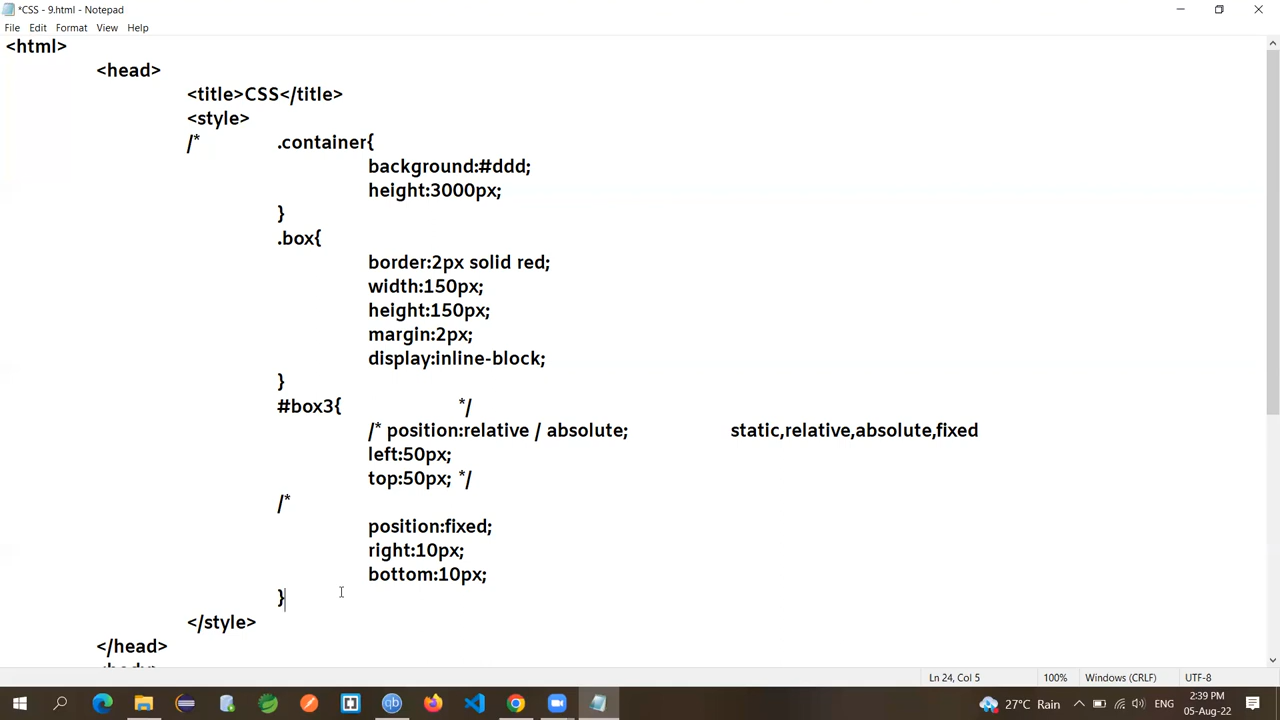 *CSS - 9.html - Notepad
File Edit Format View Help
<html>
<head>
<title>CSS</title>
<style>
/* .container{
background:#ddd;
height:3000px;
}
.box{
border:2px solid red;
width:150px;
height:150px;
margin:2px;
display:inline-block;
}
#box3{ */
/* position:relative / absolute; static,relative,absolute,fixed
left:50px;
top:50px; */
/*
position:fixed;
right:10px;
bottom:10px;
}
</style>
</head>
<body>
Ln 24, Col 5 100% Windows (CRLF) UTF-8
27°C Rain ENG 2:39 PM
05-Aug-22